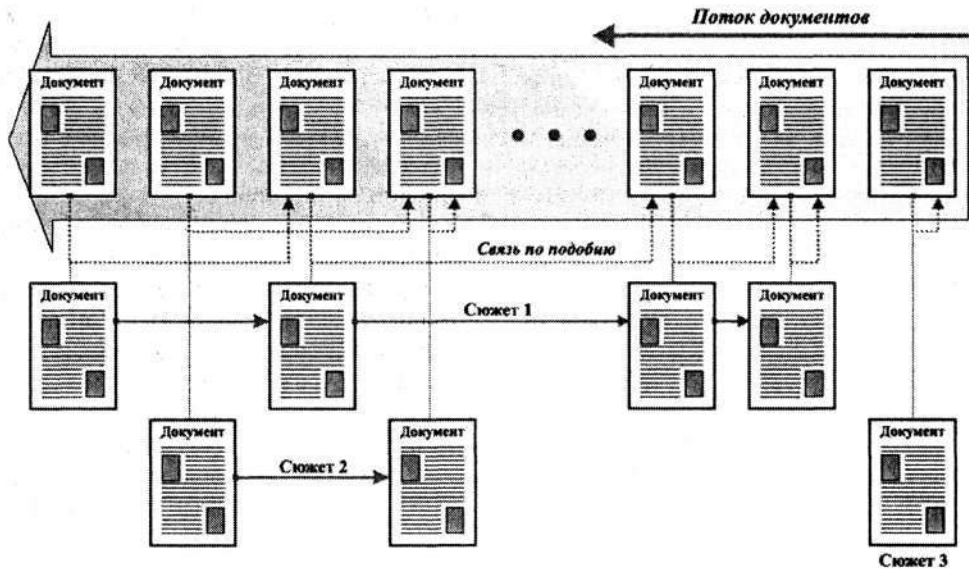 Поток документов
Документ Документ Документ Документ Документ Документ Документ
Связь по подобию
Документ Документ Документ Документ
Сюжет 1
Документ Документ Документ
Сюжет 2
Сюжет 3